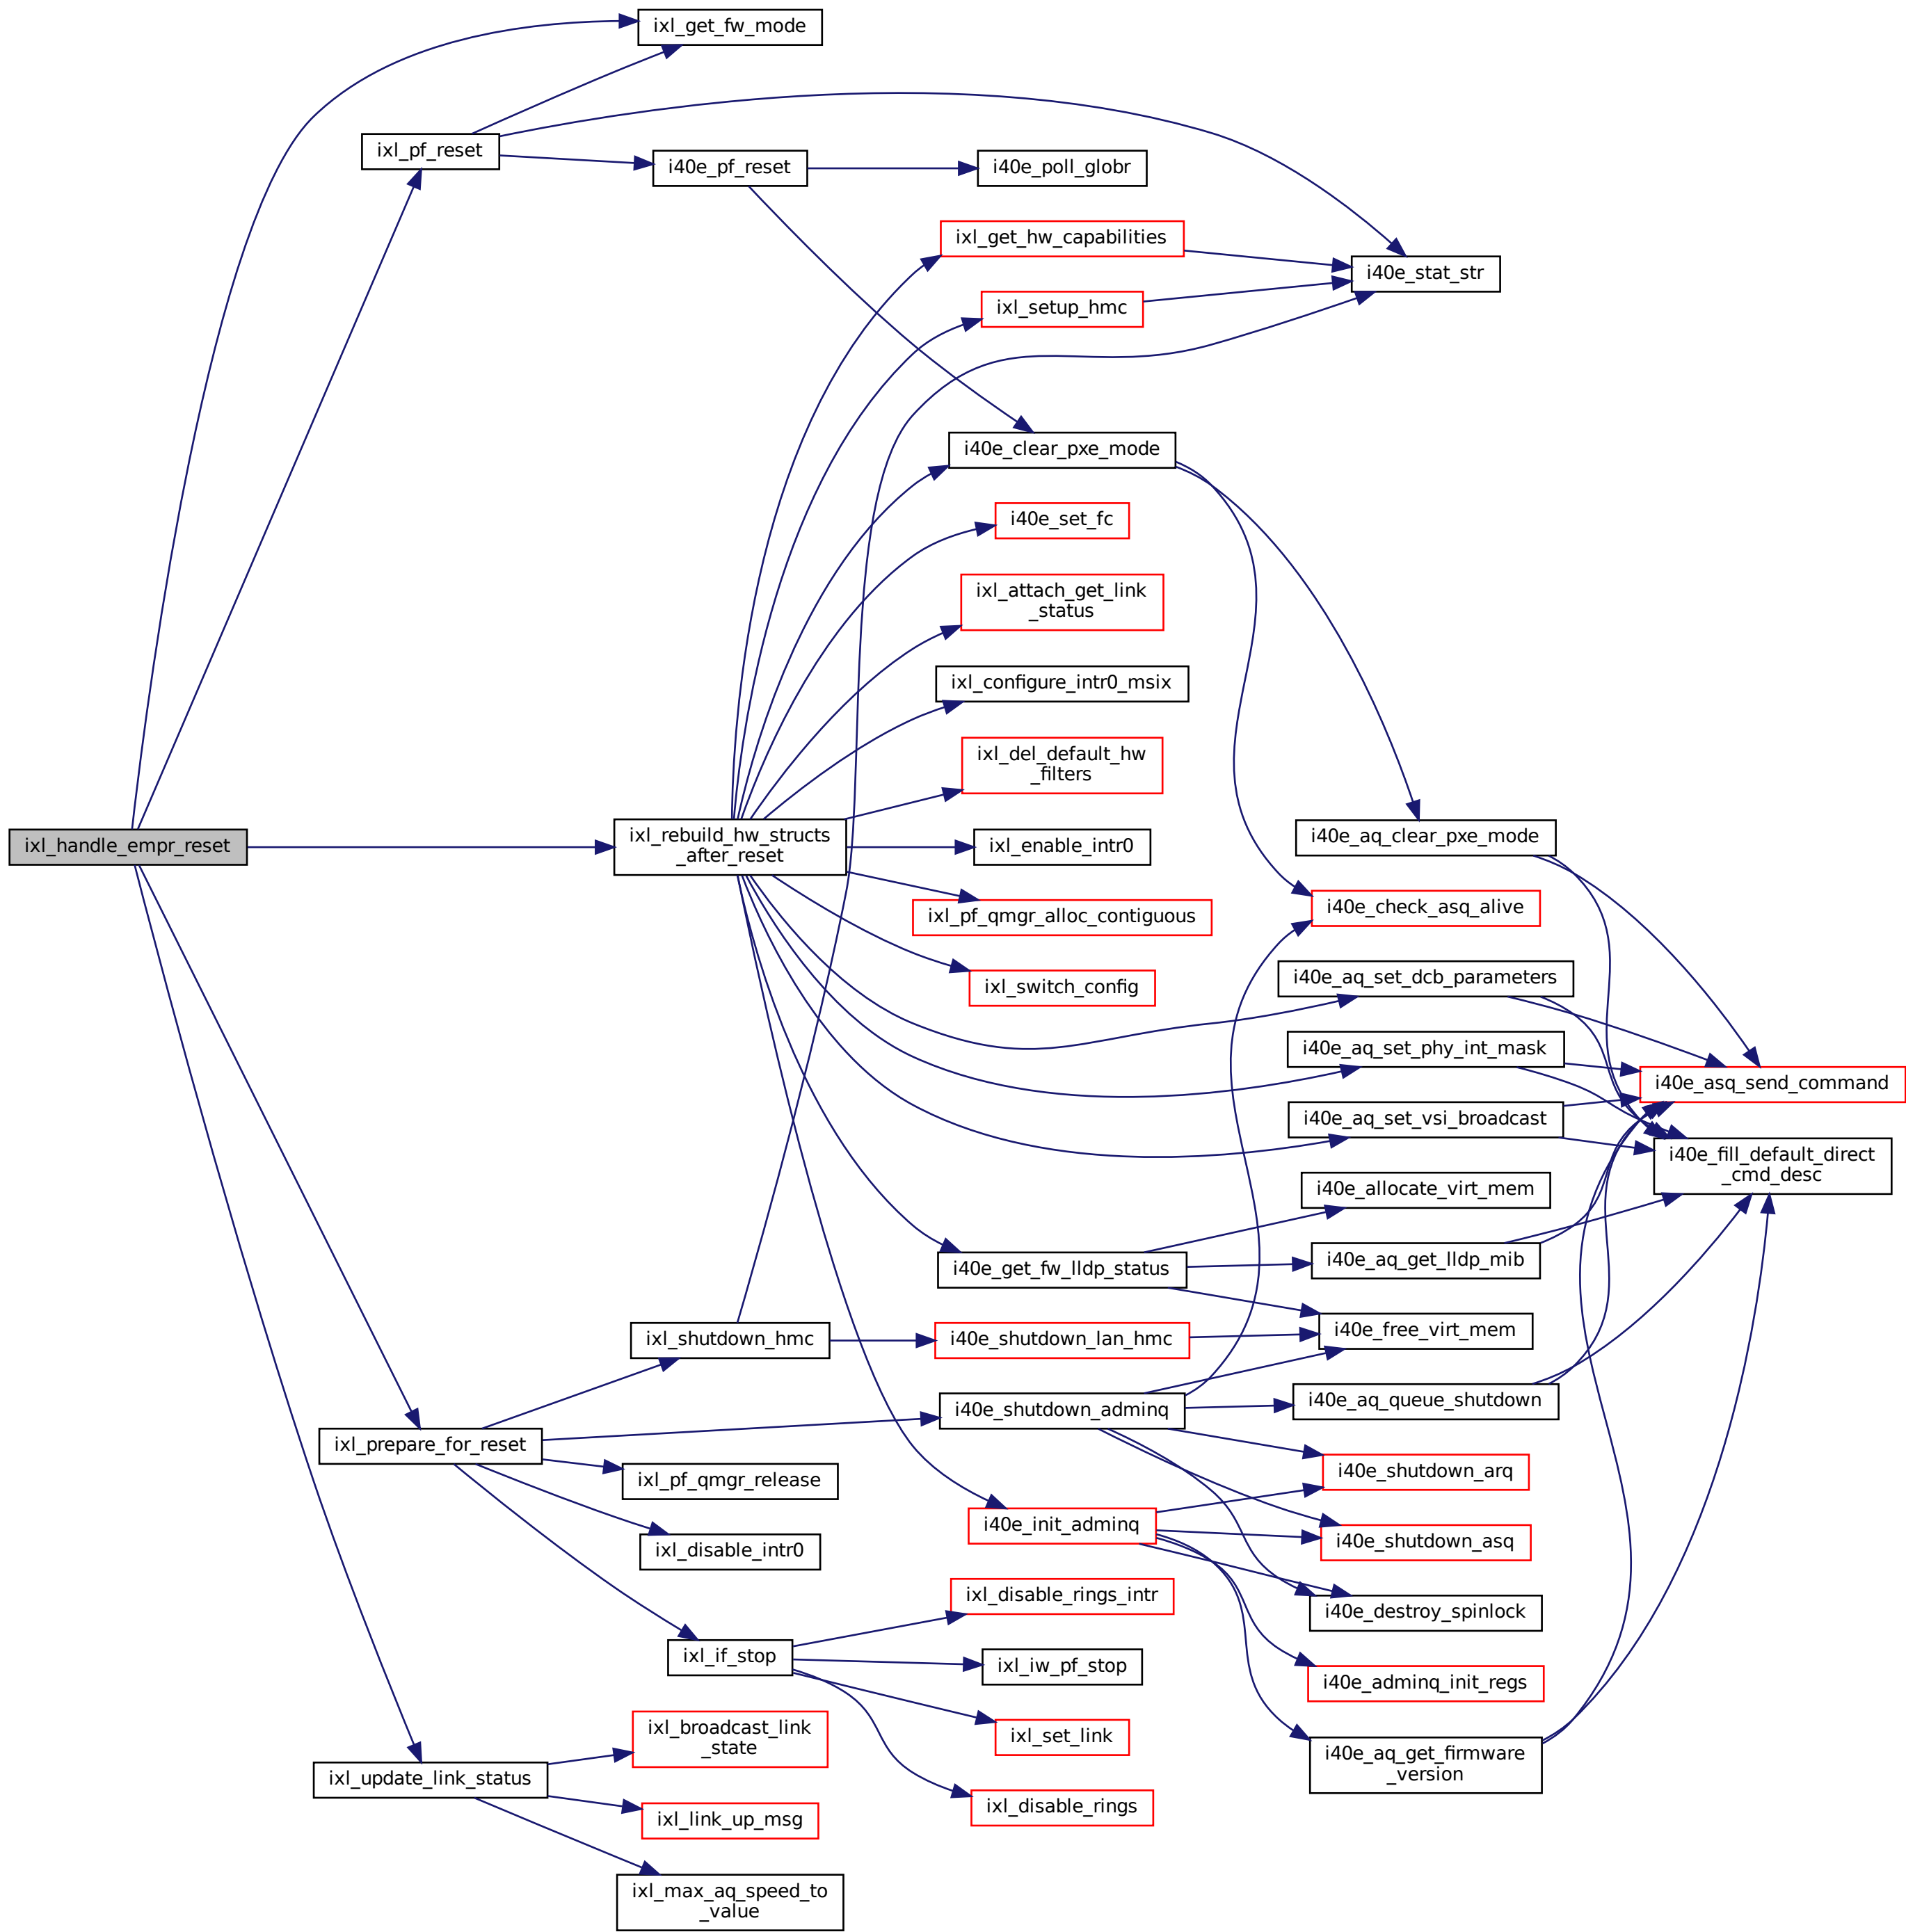 ixl_get_fw_mode
ixl_pf_reset
i40e_pf_reset
i40e_poll_globr
ixl_get_hw_capabilities
i40e_stat_str
ixl_setup_hmc
i40e_clear_pxe_mode
i40e_set_fc
ixl_attach_get_link
_status
ixl_configure_intr0_msix
ixl_del_default_hw
_filters
ixl_handle_empr_reset
ixl_rebuild_hw_structs
_after_reset
ixl_enable_intr0
i40e_aq_clear_pxe_mode
ixl_pf_qmgr_alloc_contiguous
i40e_check_asq_alive
ixl_switch_config
i40e_aq_set_dcb_parameters
i40e_aq_set_phy_int_mask
i40e_asq_send_command
i40e_aq_set_vsi_broadcast
i40e_fill_default_direct
_cmd_desc
i40e_allocate_virt_mem
i40e_get_fw_lldp_status
i40e_aq_get_lldp_mib
ixl_shutdown_hmc
i40e_shutdown_lan_hmc
i40e_free_virt_mem
i40e_shutdown_adminq
i40e_aq_queue_shutdown
ixl_prepare_for_reset
ixl_pf_qmgr_release
i40e_shutdown_arq
i40e_init_adminq
ixl_disable_intr0
i40e_shutdown_asq
ixl_disable_rings_intr
i40e_destroy_spinlock
ixl_if_stop
ixl_iw_pf_stop
i40e_adminq_init_regs
ixl_broadcast_link
_state
ixl_set_link
i40e_aq_get_firmware
_version
ixl_update_link_status
ixl_link_up_msg
ixl_disable_rings
ixl_max_aq_speed_to
_value